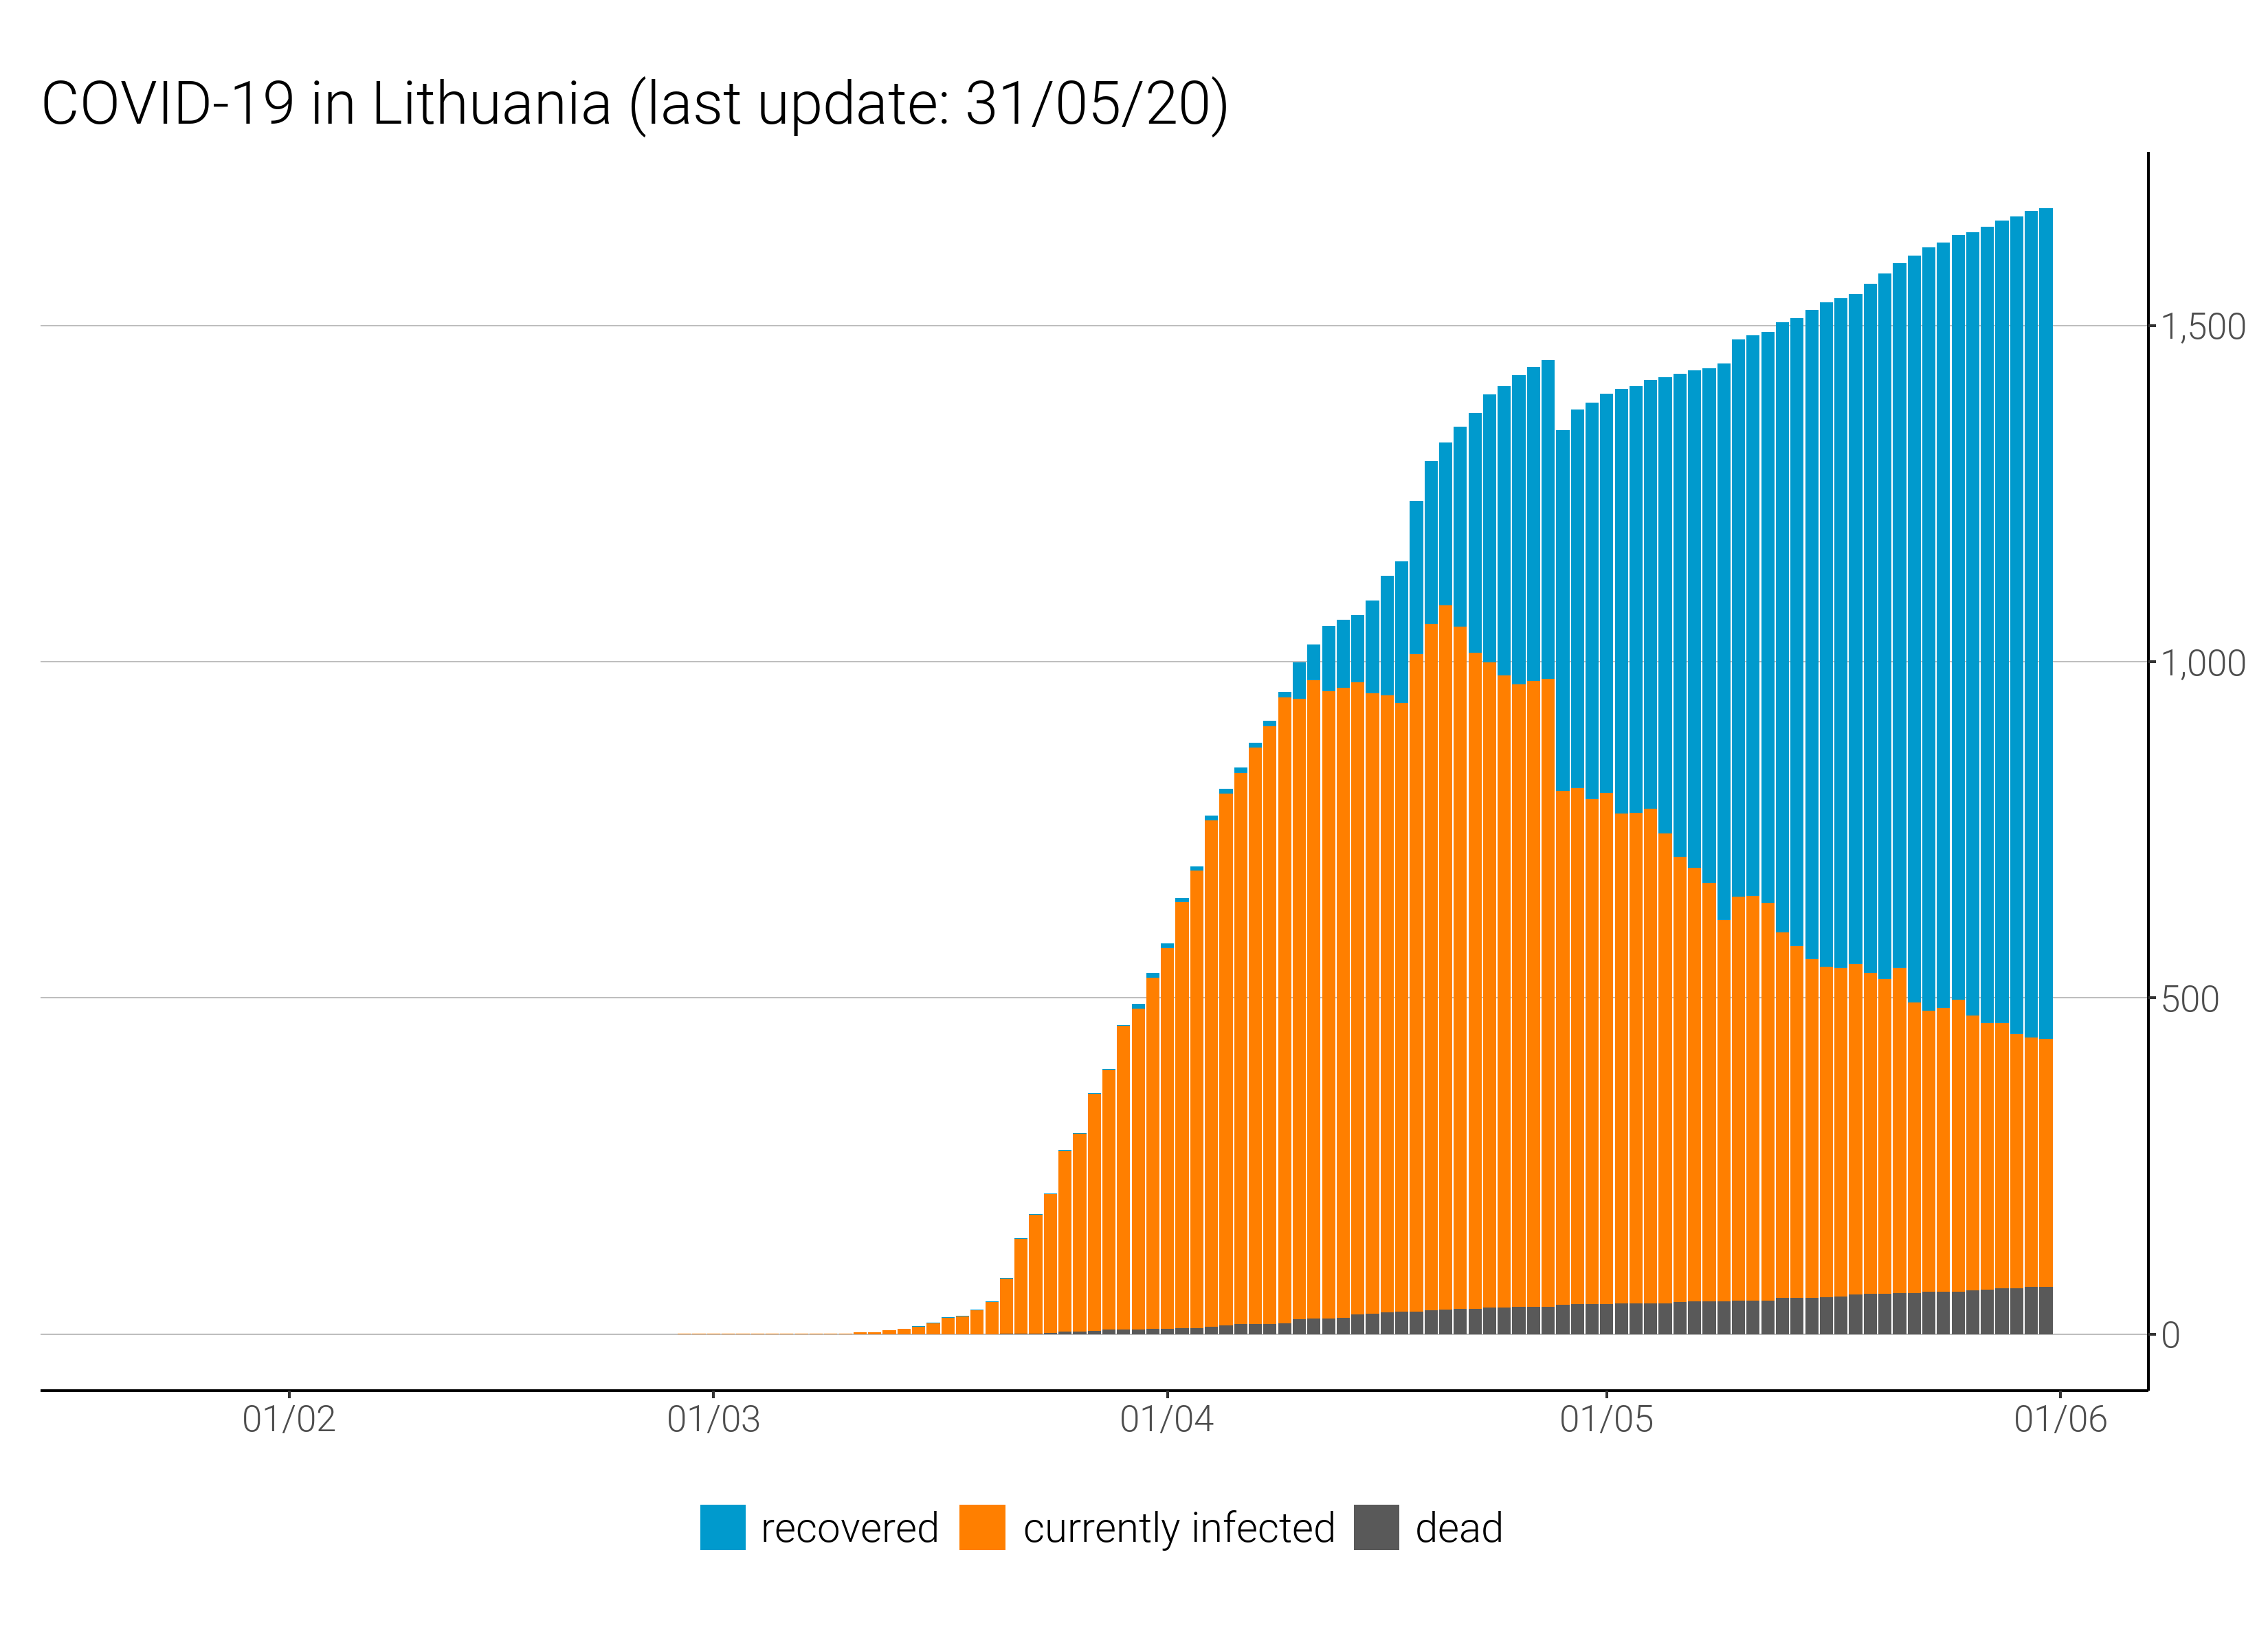 COVID-19 in Lithuania (last update: 31/05/20)
1,500
1,000
500
0
01/02 01/03 01/04 01/05 01/06
recovered currently infected dead